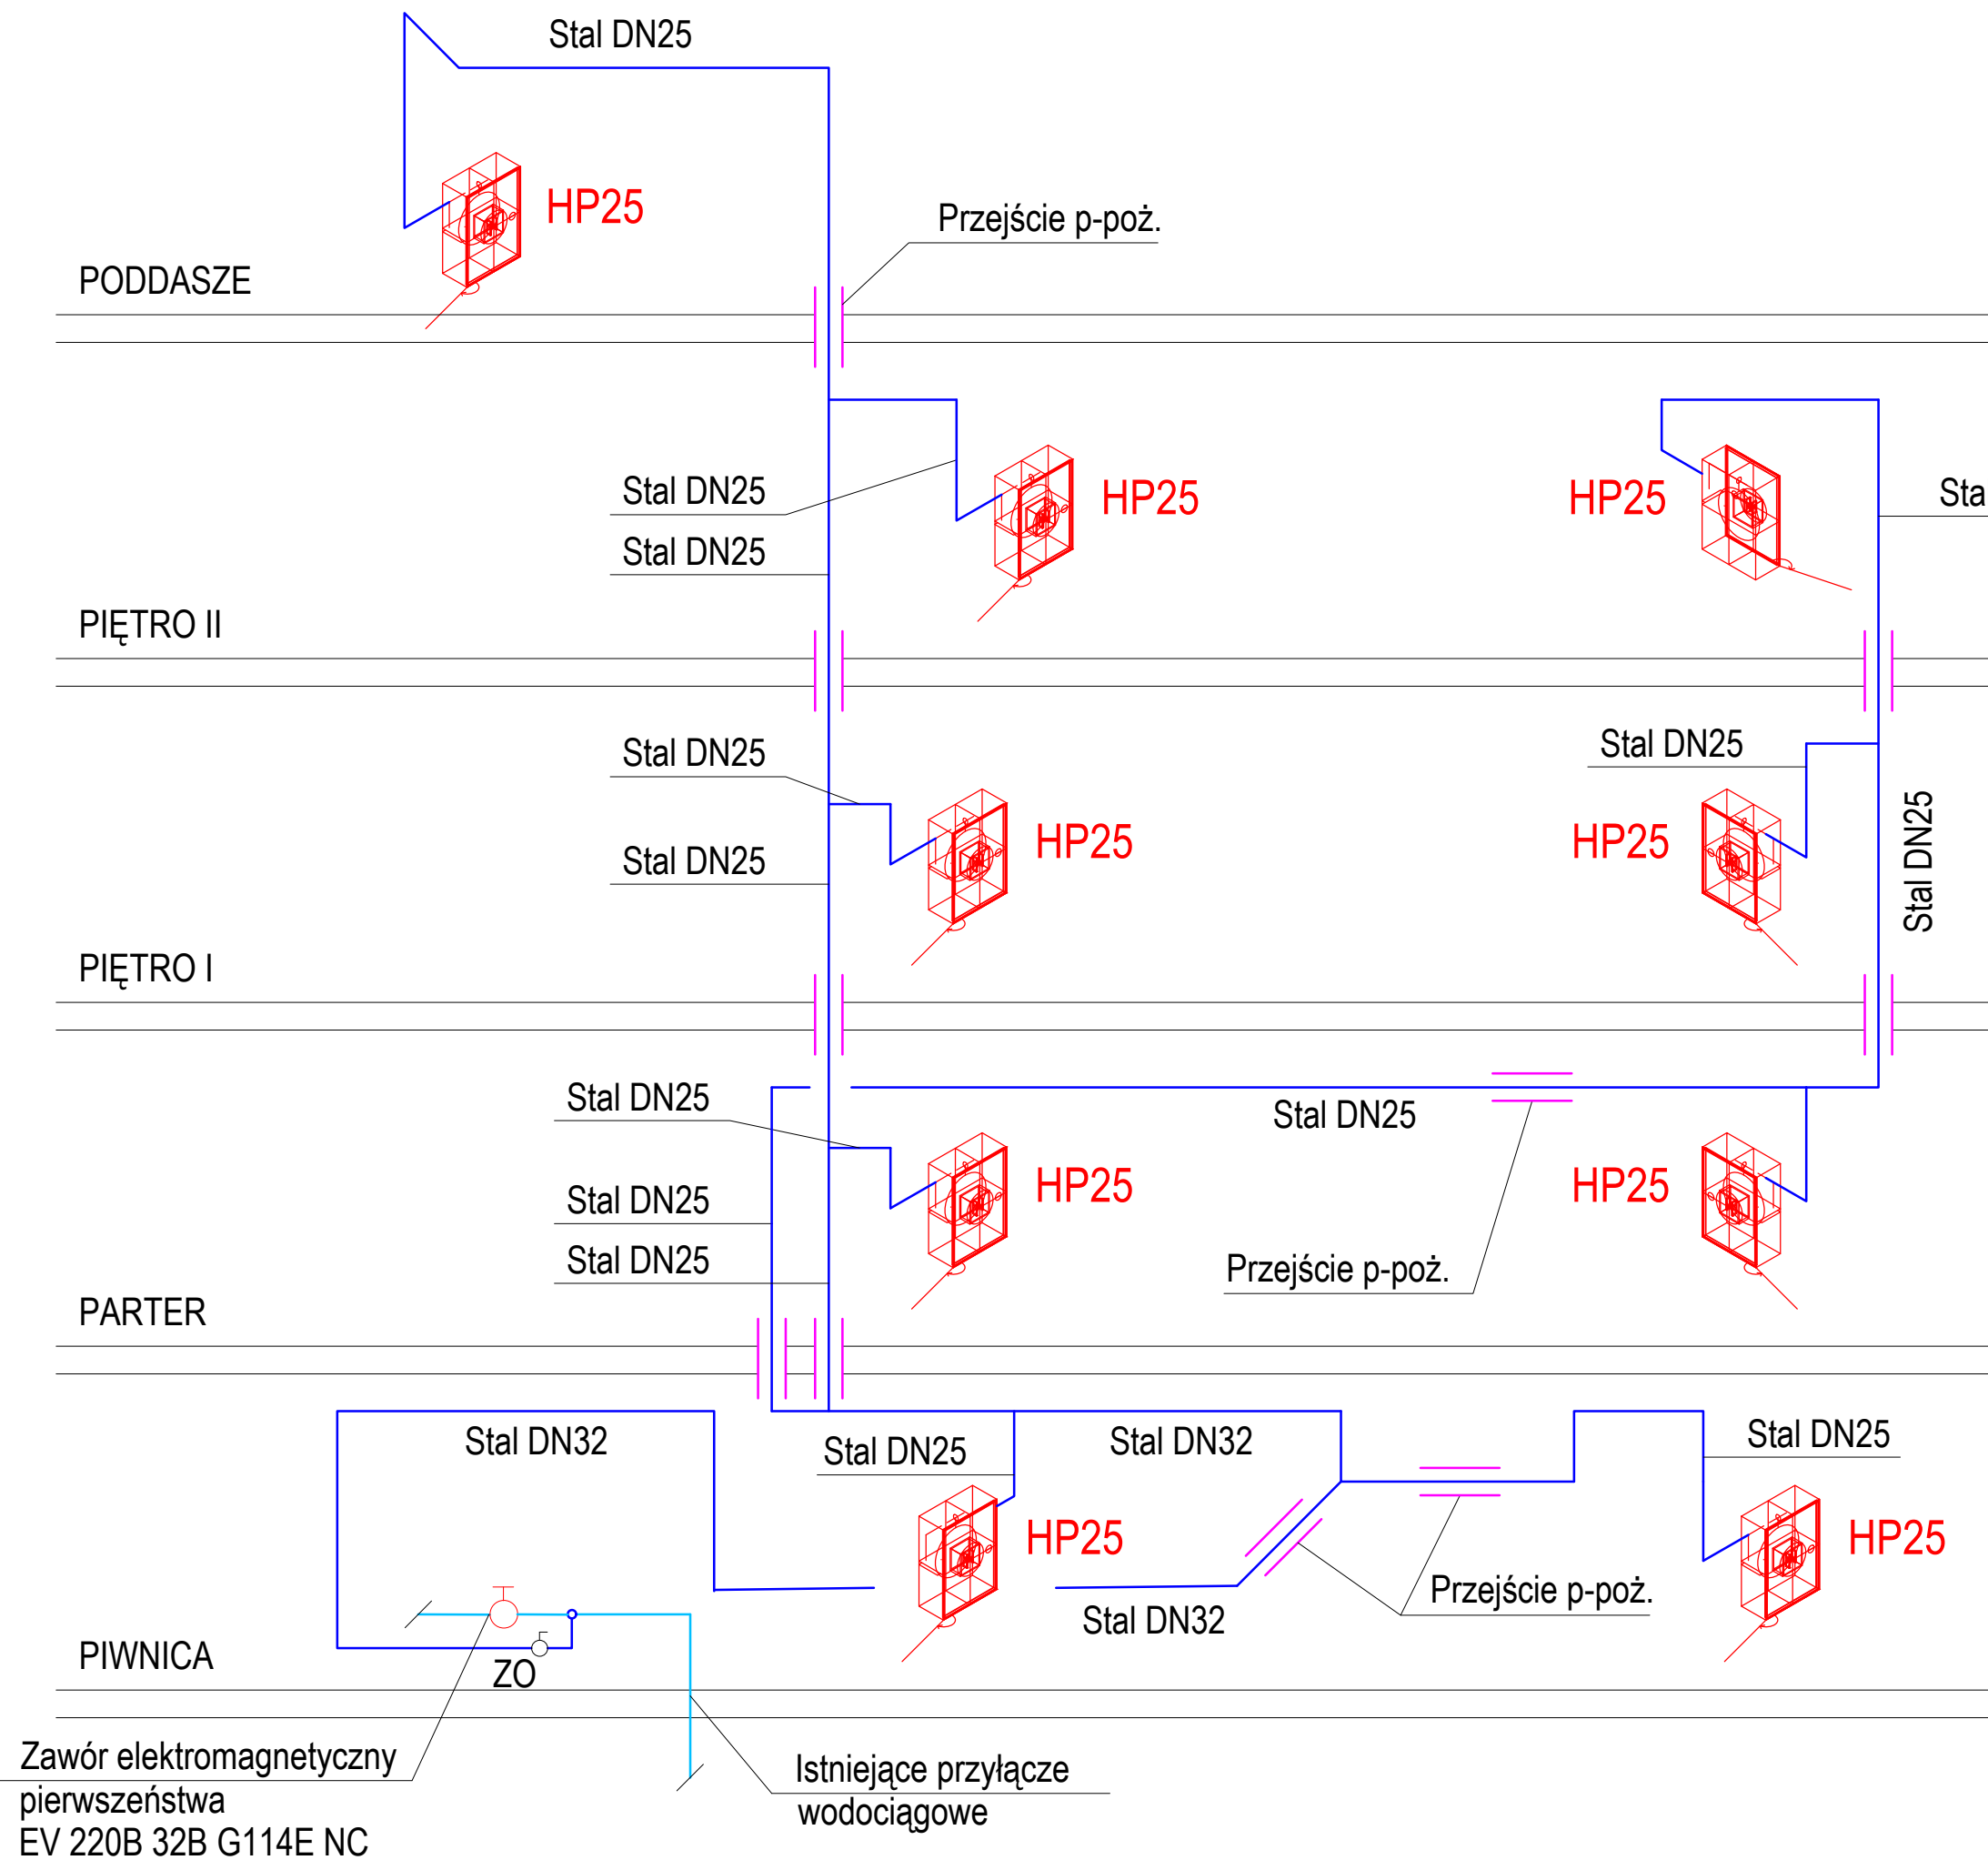 Stal DN25
HP25
Przejście p-poż.
PODDASZE
Stal DN25
HP25
HP25
Sta
Stal DN25
PIĘTRO II
Stal DN25
Stal DN25
Stal DN25
HP25
HP25
Stal DN25
PIĘTRO I
Stal DN25
Stal DN25
Stal DN25
HP25
HP25
Stal DN25
Przejście p-poż.
PARTER
Stal DN32
Stal DN25
Stal DN32
Stal DN25
HP25
HP25
Przejście p-poż.
Stal DN32
PIWNICA
ZO
Zawór elektromagnetyczny
pierwszeństwa
EV 220B 32B G114E NC
Istniejące przyłącze
wodociągowe